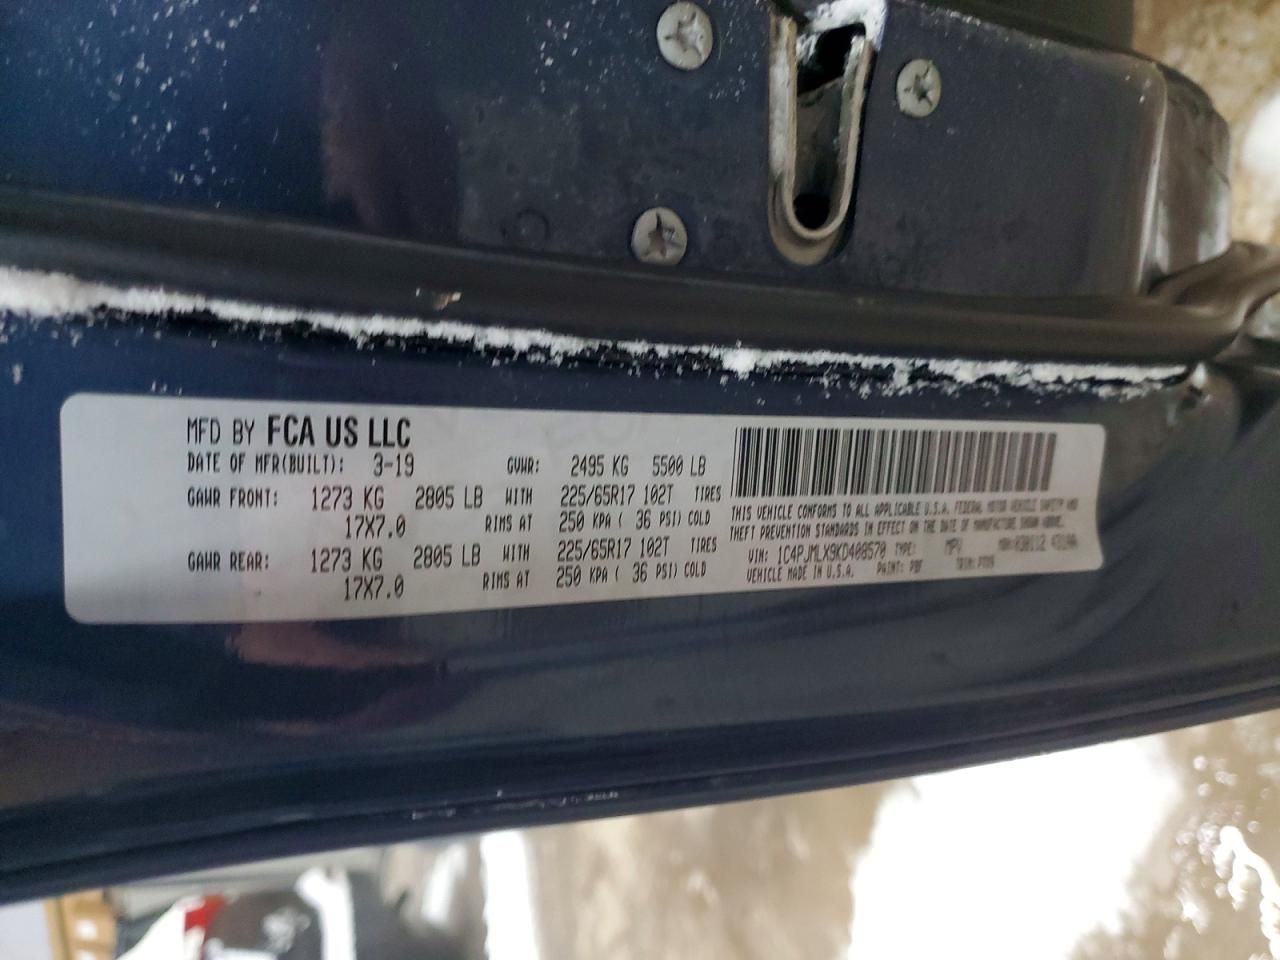 MFD BY FCA US LLC
DATE OF MFR(BUILT): 3-19 GVWR: 2495 KG 5500 LB
GAWR FRONT: 1273 KG 2805 LB WITH 225/65R17 102T TIRES
17X7.0 RIMS AT 250 KPA ( 36 PSI) COLD
GAWR REAR: 1273 KG 2805 LB WITH 225/65R17 102T TIRES
17X7.0 RIMS AT 250 KPA ( 36 PSI) COLD
THIS VEHICLE CONFORMS TO ALL APPLICABLE U.S.A. FEDERAL MOTOR VEHICLE SAFETY AND
THEFT PREVENTION STANDARDS IN EFFECT ON THE DATE OF MANUFACTURE SHOWN ABOVE.
VIN: 1C4PJMLX9KD408570 TYPE: MPV MDH:
VEHICLE MADE IN U.S.A. PAINT: PBF TRIM: